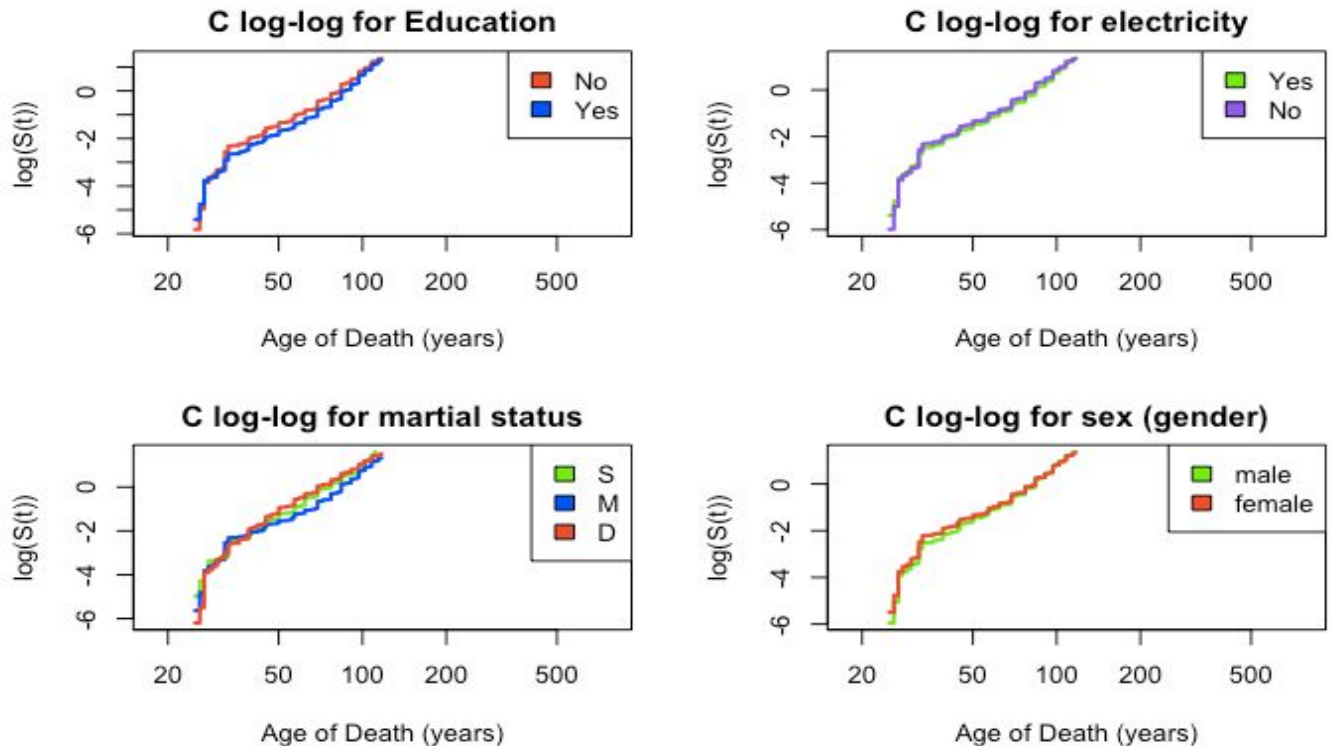 C log-log for Education
log(S(t))
0
-2
-4
-6
No
Yes
20 50 100 200 500
Age of Death (years)
C log-log for electricity
log(S(t))
0
-2
-4
-6
Yes
No
20 50 100 200 500
Age of Death (years)
C log-log for martial status
log(S(t))
0
-2
-4
-6
S
M
D
20 50 100 200 500
Age of Death (years)
C log-log for sex (gender)
log(S(t))
0
-2
-4
-6
male
female
20 50 100 200 500
Age of Death (years)